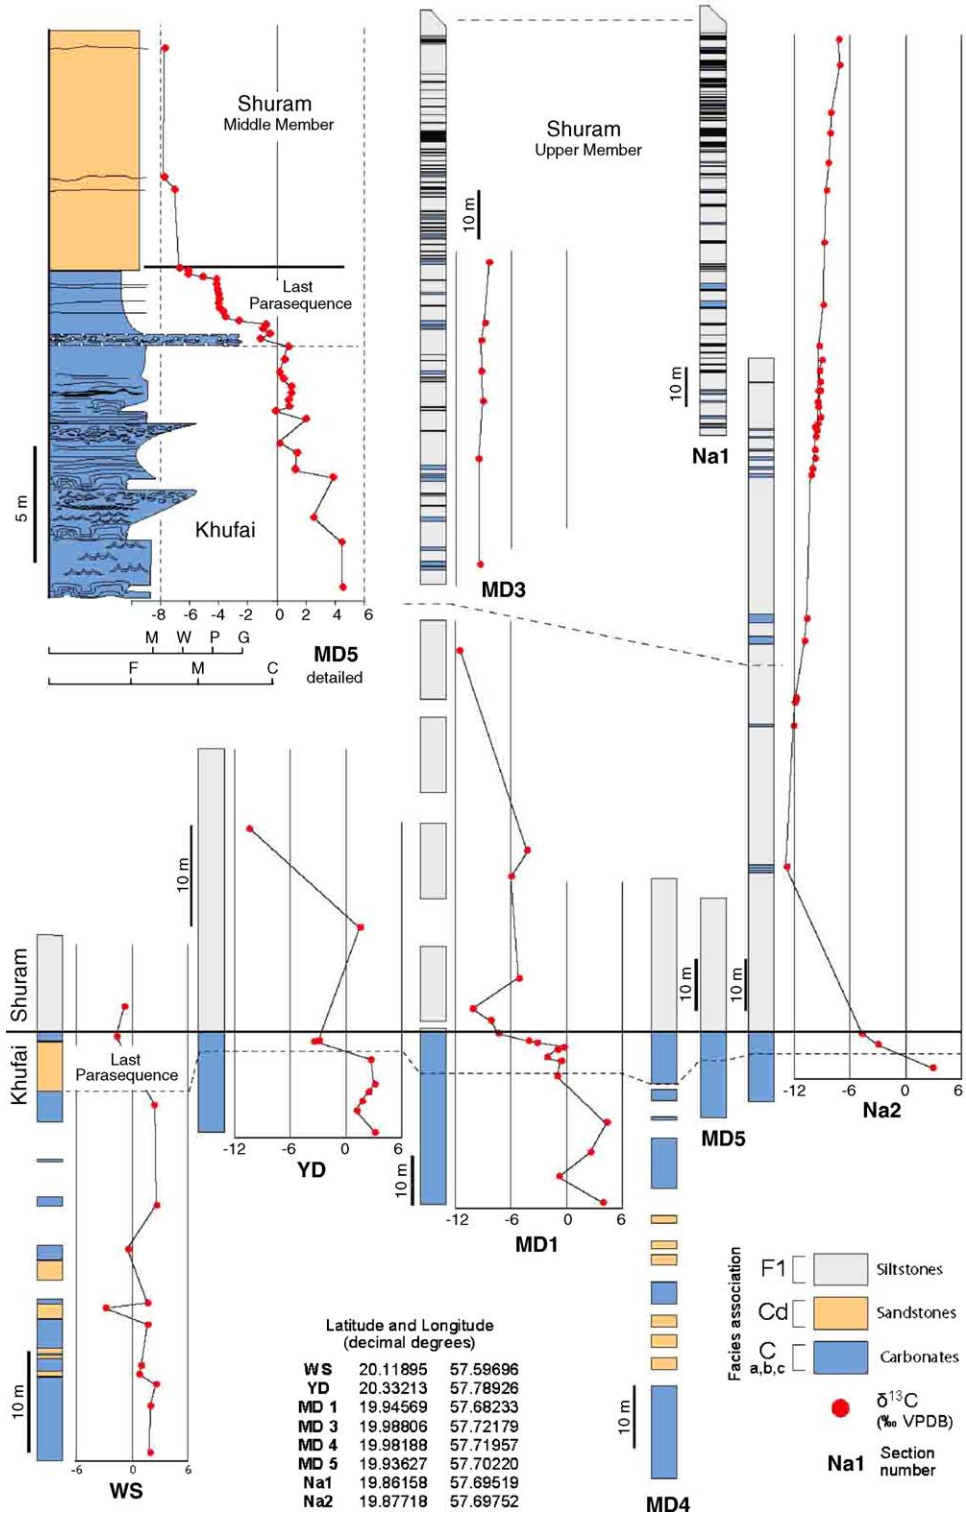 Shuram
Middle Member
Last
Parasequence
Khufai
5 m
-8 -6 -4 -2 0 2 4 6
M W P G
F M C
MD5
detailed
Shuram
Upper Member
10 m
MD3
10 m
Na1
10 m
-12 -6 0 6
YD
10 m
-12 -6 0 6
MD1
10 m
MD4
10 m
MD5
10 m
-12 -6 0 6
Na2
Shuram
Khufai
Last
Parasequence
10 m
-6 0 6
WS
Latitude and Longitude
(decimal degrees)
WS 20.11895 57.59696
YD 20.33213 57.78926
MD 1 19.94569 57.68233
MD 3 19.98806 57.72179
MD 4 19.98188 57.71957
MD 5 19.93627 57.70220
Na1 19.86158 57.69519
Na2 19.87718 57.69752
Facies association
F1 Siltstones
Cd Sandstones
C a,b,c Carbonates
δ¹³C
(‰ VPDB)
Na1 Section
number